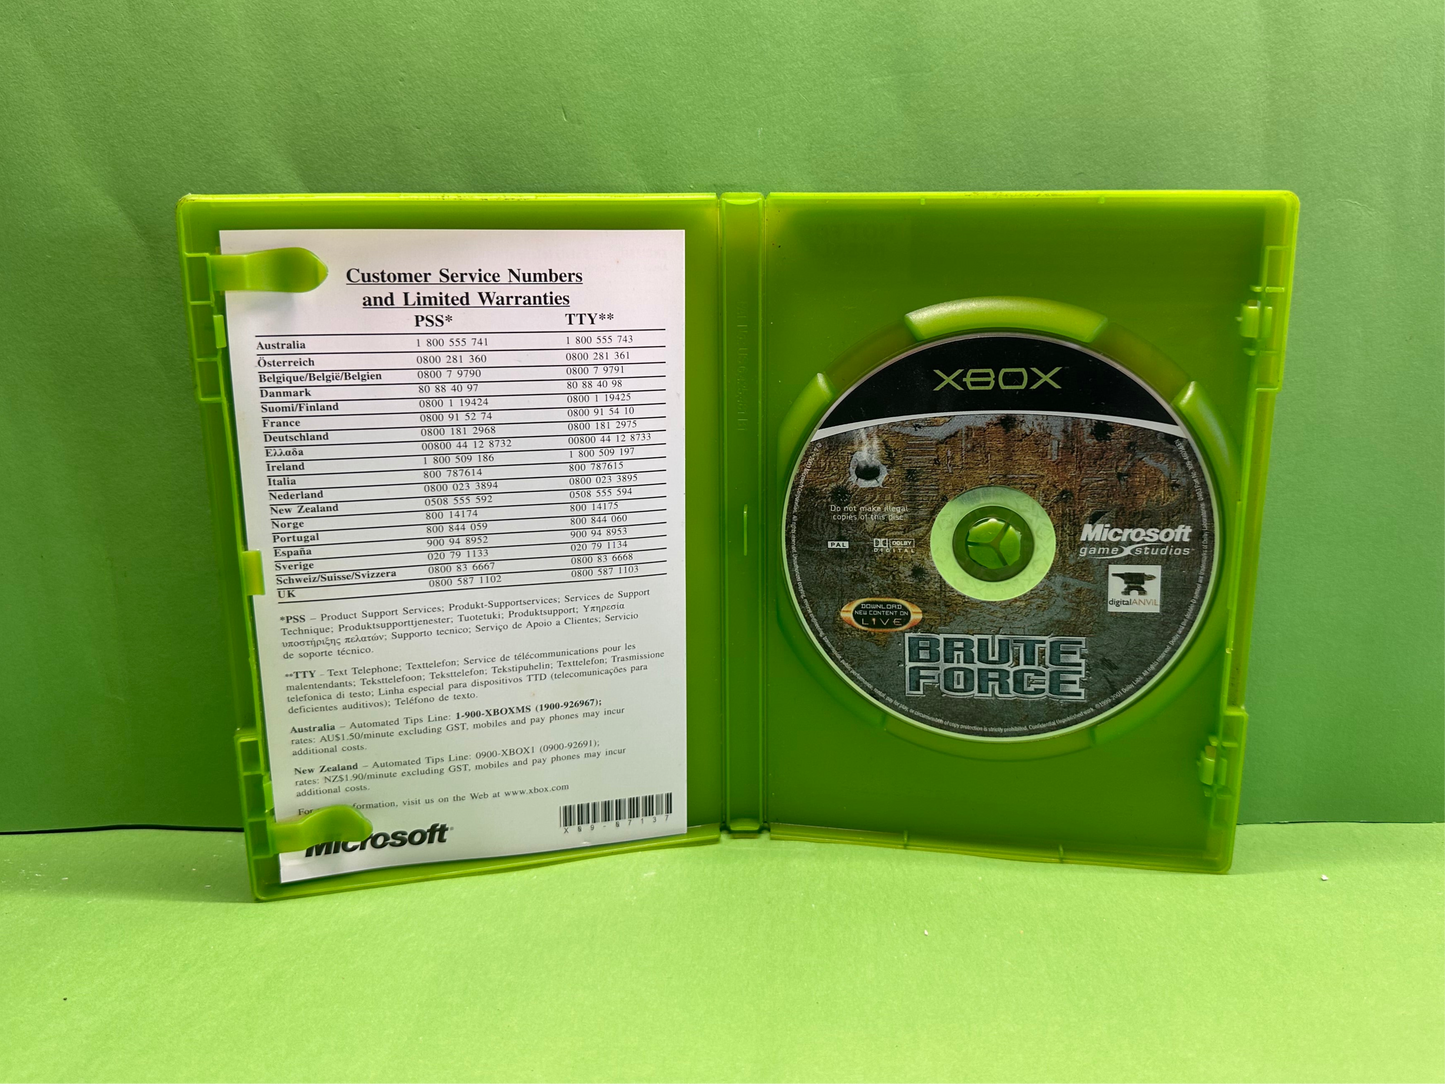 Customer Service Numbers
and Limited Warranties
PSS* TTY**
Australia 1 800 555 741 1 800 555 743
Österreich 0800 281 360 0800 281 361
Belgique/België/Belgien 0800 7 9790 0800 7 9791
Danmark 80 88 40 97 80 88 40 98
Suomi/Finland 0800 1 19424 0800 1 19425
France 0800 91 52 74 0800 91 54 10
Deutschland 0800 181 2968 0800 181 2975
Ελλαδα 00800 44 12 8732 00800 44 12 8733
Ireland 1 800 509 186 1 800 509 197
Italia 800 787614 800 787615
Nederland 0800 023 3894 0800 023 3895
New Zealand 0508 555 592 0508 555 594
Norge 800 14174 800 14175
Portugal 800 844 059 800 844 060
España 900 94 8952 900 94 8953
Sverige 020 79 1133 020 79 1134
Schweiz/Suisse/Svizzera 0800 83 6667 0800 83 6668
UK 0800 587 1102 0800 587 1103
*PSS – Product Support Services; Produkt-Supportservices; Services de Support
Technique; Produktsupporttjenester; Tuotetuki; Produktsupport; Υπηρεσία
υποστήριξης πελατών; Supporto tecnico; Serviço de Apoio a Clientes; Servicio
de soporte técnico.
**TTY - Text Telephone; Texttelefon; Service de télécommunications pour les
malentendants; Teksttelefoon; Teksttelefon; Tekstipuhelin; Texttelefon; Trasmissione
telefonica di testo; Linha especial para dispositivos TTD (telecomunicações para
deficientes auditivos); Teléfono de texto.
Australia – Automated Tips Line: 1-900-XBOXMS (1900-926967);
rates: AU$1.50/minute excluding GST, mobiles and pay phones may incur
additional costs.
New Zealand – Automated Tips Line: 0900-XBOX1 (0900-92691);
rates: NZ$1.90/minute excluding GST, mobiles and pay phones may incur
additional costs.
For information, visit us on the Web at www.xbox.com
Microsoft
XN9-N7137
XBOX
Do not make illegal
copies of this disc.
PAL
DOLBY
DIGITAL
Microsoft
game studios
digitalANVIL
DOWNLOAD
NEW CONTENT ON
LIVE
BRUTE
FORCE